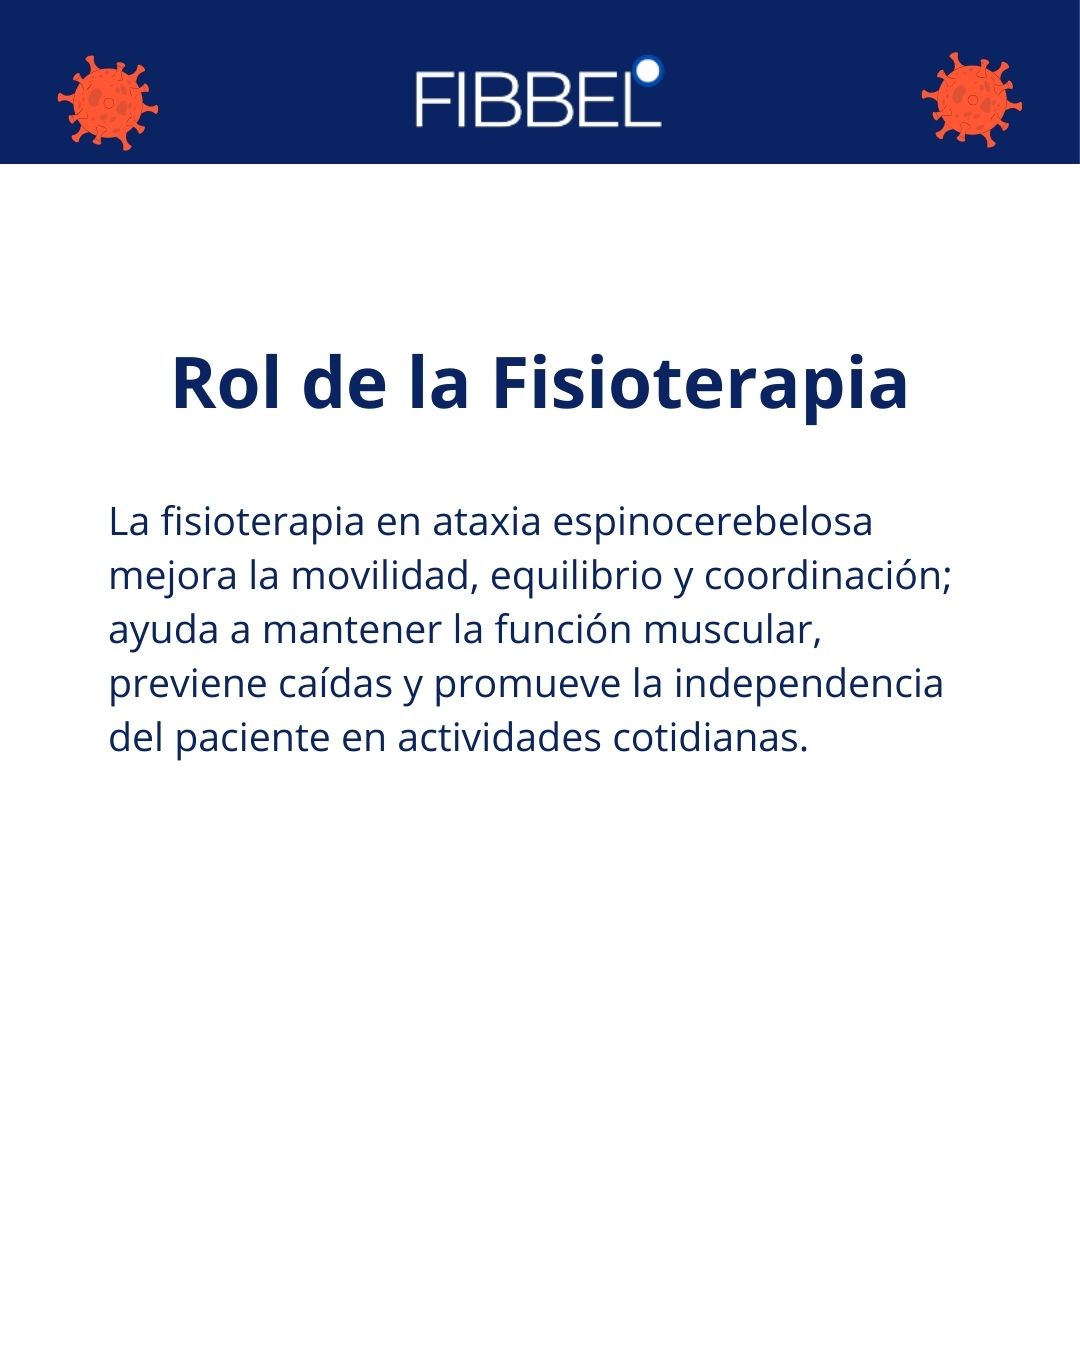 FIBBEL
Rol de la Fisioterapia
La fisioterapia en ataxia espinocerebelosa
mejora la movilidad, equilibrio y coordinación;
ayuda a mantener la función muscular,
previene caídas y promueve la independencia
del paciente en actividades cotidianas.